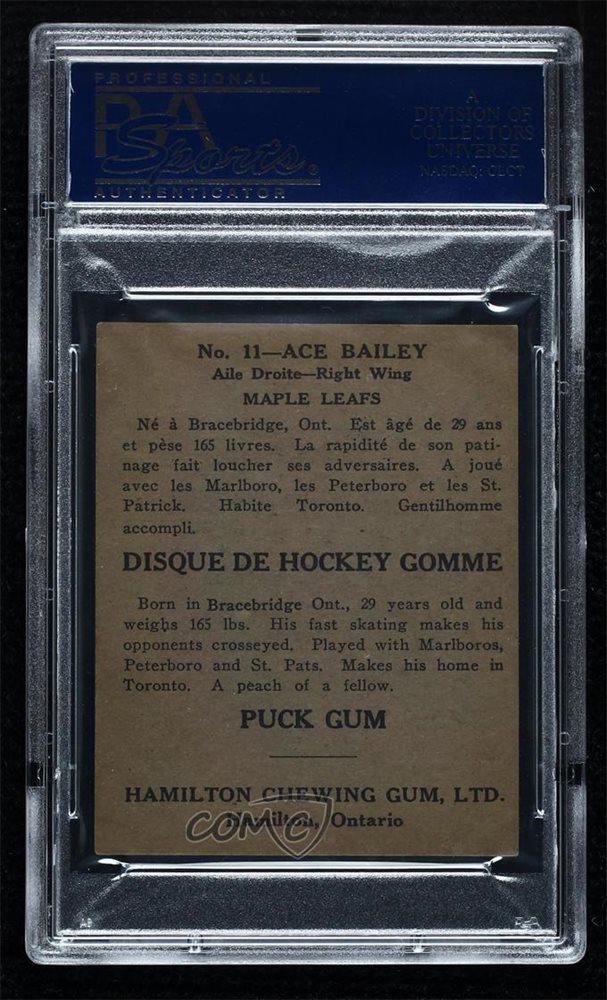 PROFESSIONAL
PSA
Sports
AUTHENTICATOR
A
DIVISION OF
COLLECTORS
UNIVERSE
NASDAQ: CLCT
No. 11—ACE BAILEY
Aile Droite—Right Wing
MAPLE LEAFS
Né à Bracebridge, Ont. Est âgé de 29 ans
et pèse 165 livres. La rapidité de son pati-
nage fait loucher ses adversaires. A joué
avec les Marlboro, les Peterboro et les St.
Patrick. Habite Toronto. Gentilhomme
accompli.
DISQUE DE HOCKEY GOMME
Born in Bracebridge Ont., 29 years old and
weighs 165 lbs. His fast skating makes his
opponents crosseyed. Played with Marlboros,
Peterboro and St. Pats. Makes his home in
Toronto. A peach of a fellow.
PUCK GUM
HAMILTON CHEWING GUM, LTD.
Hamilton, Ontario
COMC
PSA